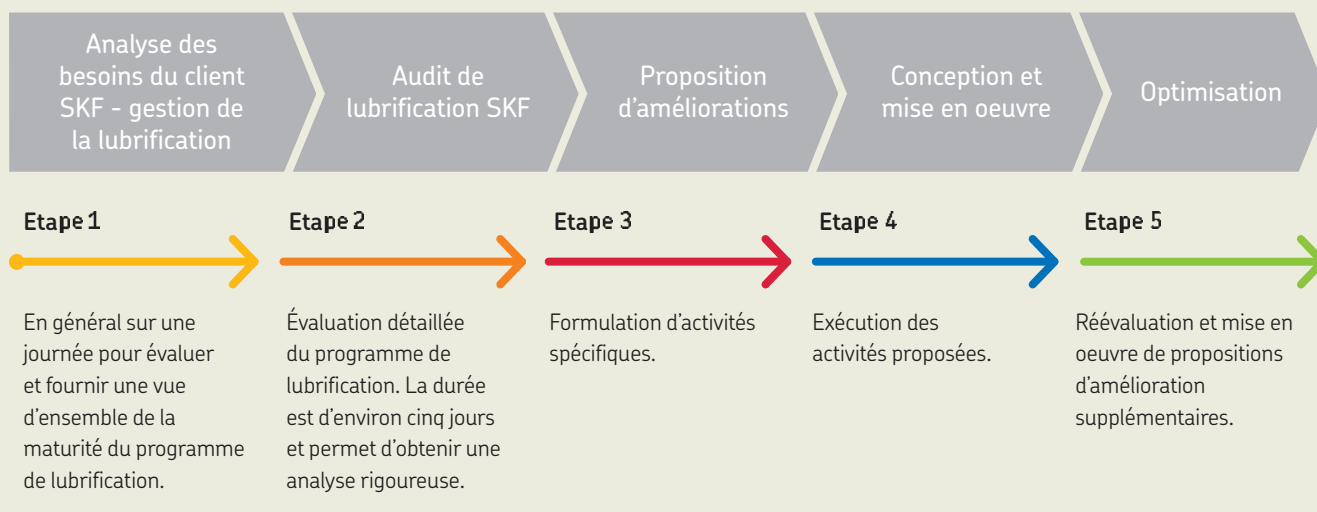 Analyse des
besoins du client
SKF - gestion de
la lubrification
Audit de
lubrification SKF
Proposition
d'améliorations
Conception et
mise en oeuvre
Optimisation
Etape 1
En général sur une
journée pour évaluer
et fournir une vue
d'ensemble de la
maturité du programme
de lubrification.
Etape 2
Évaluation détaillée
du programme de
lubrification. La durée
est d'environ cinq jours
et permet d'obtenir une
analyse rigoureuse.
Etape 3
Formulation d'activités
spécifiques.
Etape 4
Exécution des
activités proposées.
Etape 5
Réévaluation et mise en
oeuvre de propositions
d'amélioration
supplémentaires.